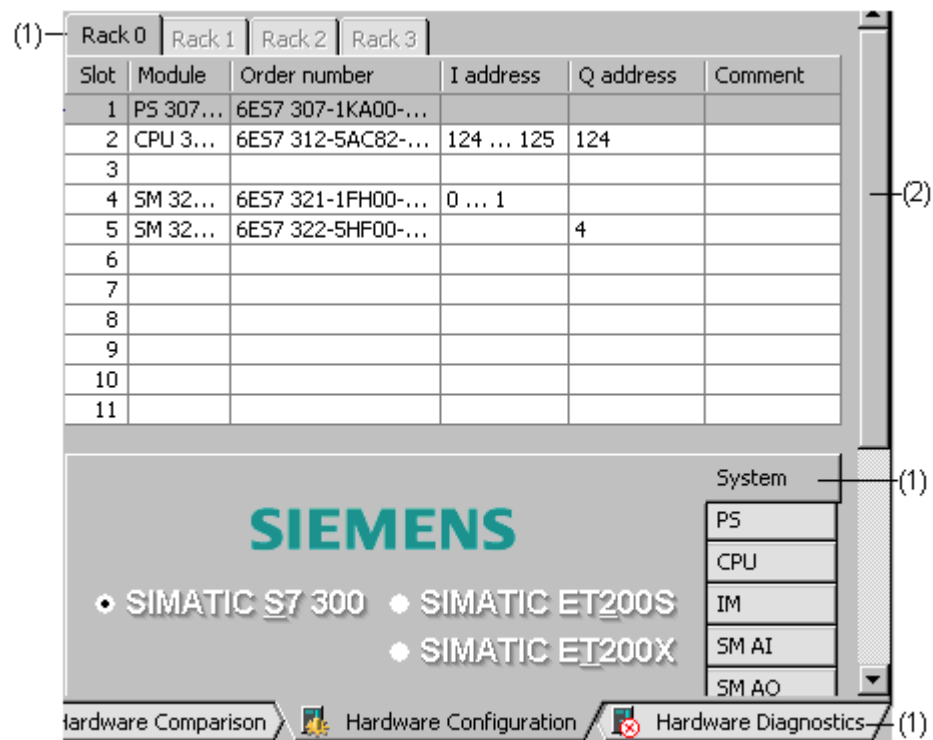 (1)
Rack 0 Rack 1 Rack 2 Rack 3
Slot Module Order number I address Q address Comment
1 PS 307... 6ES7 307-1KA00-...
2 CPU 3... 6ES7 312-5AC82-... 124 ... 125 124
3
4 SM 32... 6ES7 321-1FH00-... 0 ... 1
5 SM 32... 6ES7 322-5HF00-... 4
6
7
8
9
10
11
(2)
System
(1)
SIEMENS
PS
CPU
SIMATIC S7 300 SIMATIC ET200S
IM
SIMATIC ET200X
SM AI
SM AO
Hardware Comparison Hardware Configuration Hardware Diagnostics
(1)